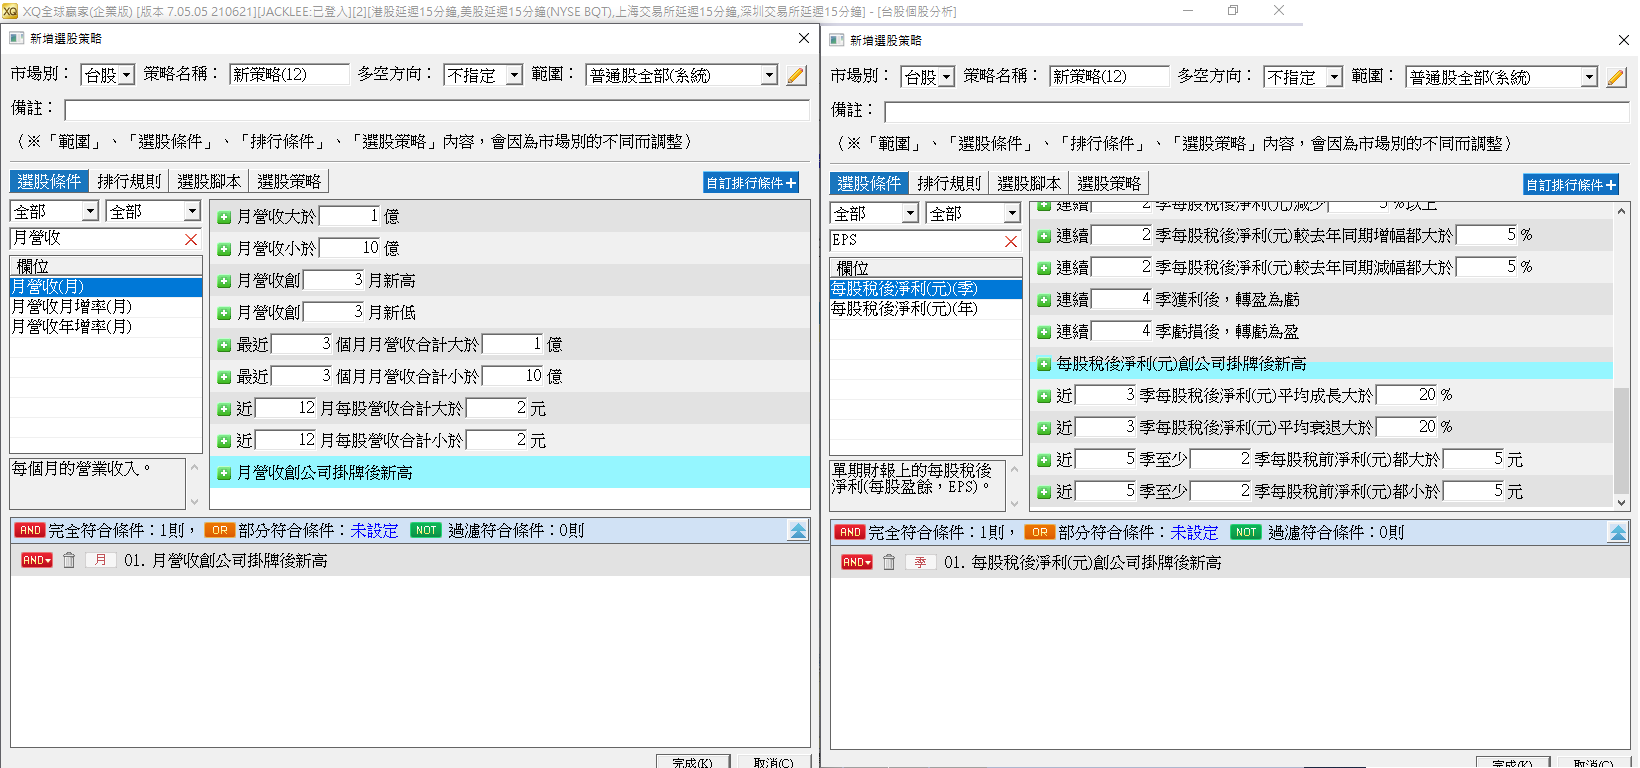 XQ全球贏家(企業版) [版本 7.05.05 210621][JACKLEE:已登入][2][港股延遲15分鐘,美股延遲15分鐘(NYSE BQT),上海交易所延遲15分鐘,深圳交易所延遲15分鐘] - [台股個股分析]
新增選股策略
市場別： 台股 策略名稱： 新策略(12) 多空方向： 不指定 範圍： 普通股全部(系統)
備註：
（※「範圍」、「選股條件」、「排行條件」、「選股策略」內容，會因為市場別的不同而調整）
選股條件 排行規則 選股腳本 選股策略 自訂排行條件+
全部 全部
月營收
欄位
月營收(月)
月營收月增率(月)
月營收年增率(月)
每個月的營業收入。
月營收大於 1 億
月營收小於 10 億
月營收創 3 月新高
月營收創 3 月新低
最近 3 個月月營收合計大於 1 億
最近 3 個月月營收合計小於 10 億
近 12 月每股營收合計大於 2 元
近 12 月每股營收合計小於 2 元
月營收創公司掛牌後新高
AND 完全符合條件：1則， OR 部分符合條件：未設定 NOT 過濾符合條件：0則
AND 月 01. 月營收創公司掛牌後新高
完成(K) 取消(C)
新增選股策略
市場別： 台股 策略名稱： 新策略(12) 多空方向： 不指定 範圍： 普通股全部(系統)
備註：
（※「範圍」、「選股條件」、「排行條件」、「選股策略」內容，會因為市場別的不同而調整）
選股條件 排行規則 選股腳本 選股策略 自訂排行條件+
全部 全部
EPS
欄位
每股稅後淨利(元)(季)
每股稅後淨利(元)(年)
單期財報上的每股稅後
淨利(每股盈餘，EPS)。
連續 2 季每股稅後淨利(元)減少 5 %以上
連續 2 季每股稅後淨利(元)較去年同期增幅都大於 5 %
連續 2 季每股稅後淨利(元)較去年同期減幅都大於 5 %
連續 4 季獲利後，轉盈為虧
連續 4 季虧損後，轉虧為盈
每股稅後淨利(元)創公司掛牌後新高
近 3 季每股稅後淨利(元)平均成長大於 20 %
近 3 季每股稅後淨利(元)平均衰退大於 20 %
近 5 季至少 2 季每股稅前淨利(元)都大於 5 元
近 5 季至少 2 季每股稅前淨利(元)都小於 5 元
AND 完全符合條件：1則， OR 部分符合條件：未設定 NOT 過濾符合條件：0則
AND 季 01. 每股稅後淨利(元)創公司掛牌後新高
完成(K) 取消(C)